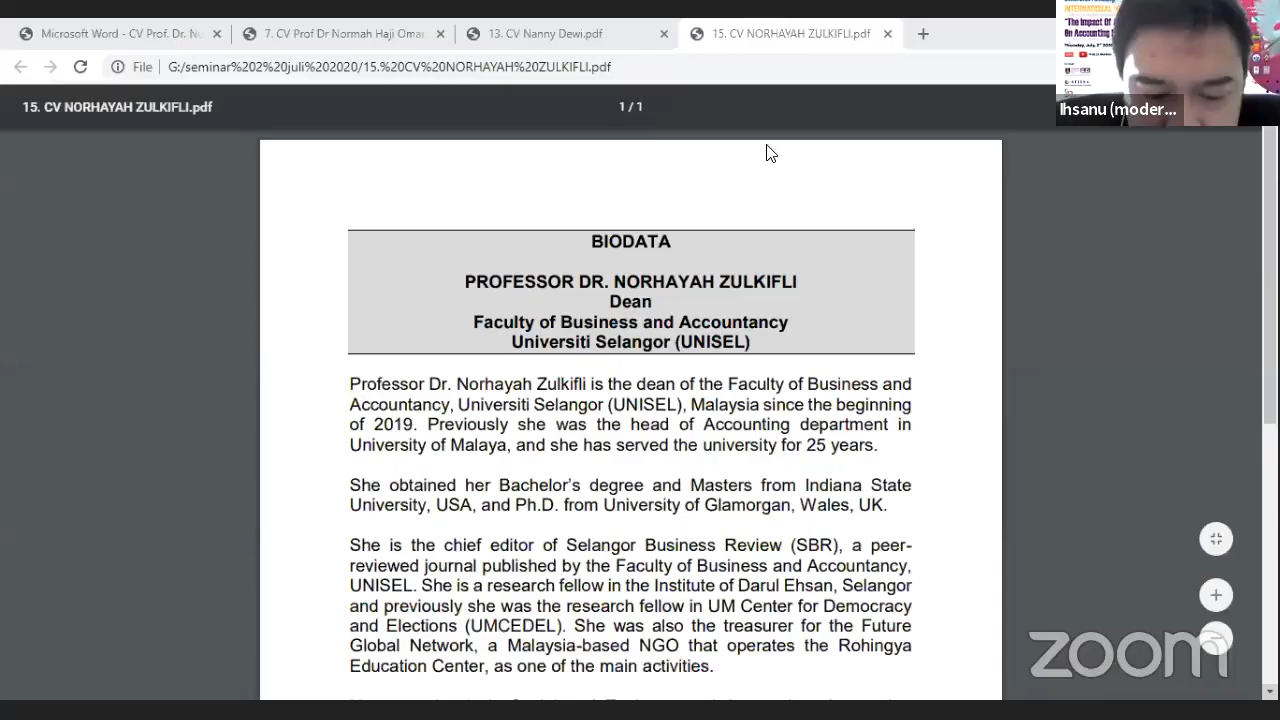 Microsoft Word - CV Prof. Dr. N
7. CV Prof Dr Normah Haji Omar
13. CV Nanny Dewi.pdf
15. CV NORHAYAH ZULKIFLI.pdf
File
G:/seminar%202%20juli%202020/15.%20CV%20NORHAYAH%20ZULKIFLI.pdf
15. CV NORHAYAH ZULKIFLI.pdf
1 / 1
INTERNATIONAL
"The Impact Of
On Accounting
Ihsanu (moder...
BIODATA
PROFESSOR DR. NORHAYAH ZULKIFLI
Dean
Faculty of Business and Accountancy
Universiti Selangor (UNISEL)
Professor Dr. Norhayah Zulkifli is the dean of the Faculty of Business and
Accountancy, Universiti Selangor (UNISEL), Malaysia since the beginning
of 2019. Previously she was the head of Accounting department in
University of Malaya, and she has served the university for 25 years.
She obtained her Bachelor's degree and Masters from Indiana State
University, USA, and Ph.D. from University of Glamorgan, Wales, UK.
She is the chief editor of Selangor Business Review (SBR), a peer-
reviewed journal published by the Faculty of Business and Accountancy,
UNISEL. She is a research fellow in the Institute of Darul Ehsan, Selangor
and previously she was the research fellow in UM Center for Democracy
and Elections (UMCEDEL). She was also the treasurer for the Future
Global Network, a Malaysia-based NGO that operates the Rohingya
Education Center, as one of the main activities.
zoom